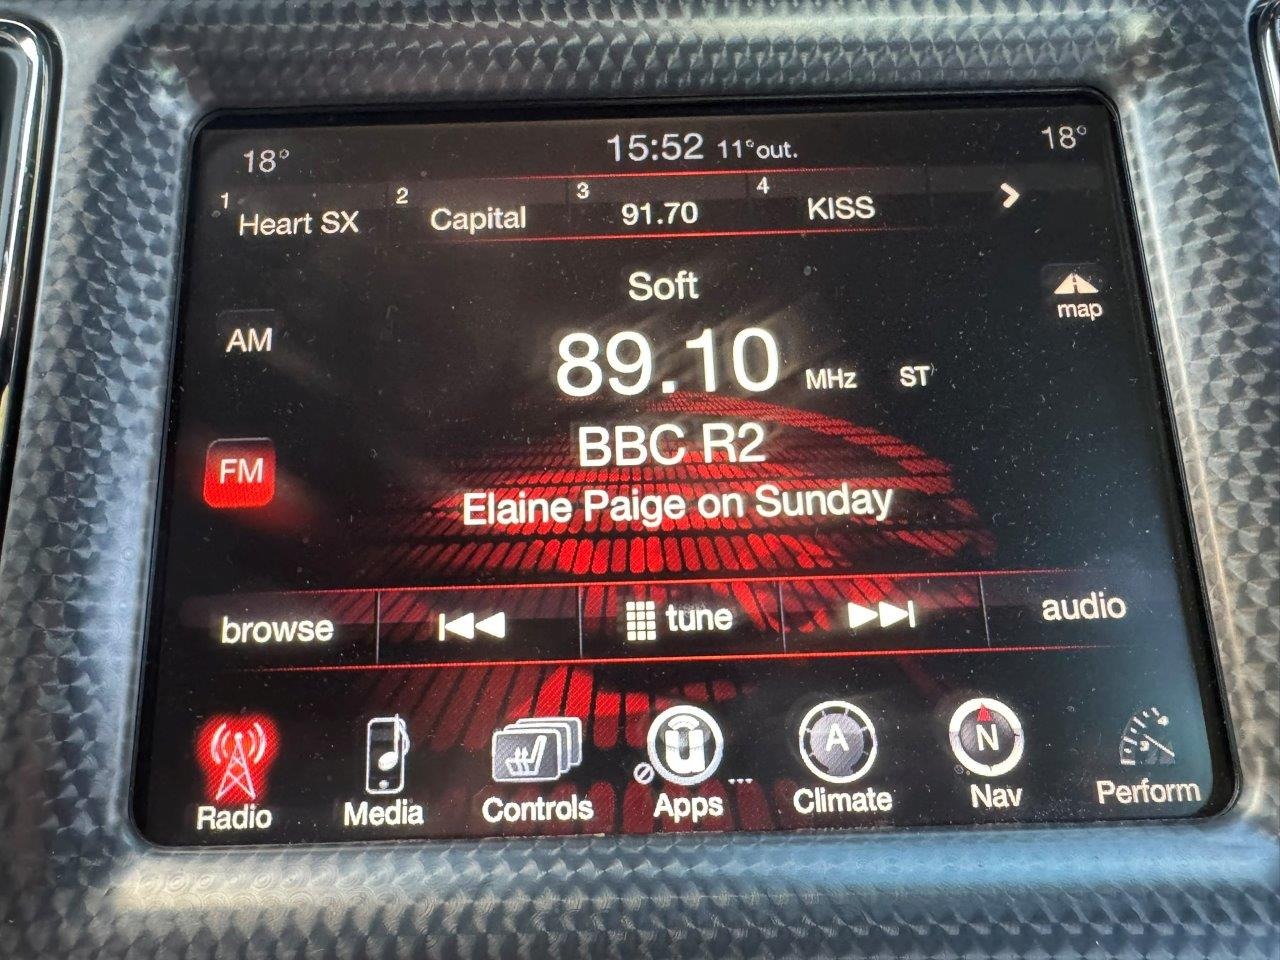 18° 15:52 11°out. 18°
1 Heart SX 2 Capital 3 91.70 4 KISS
Soft
map
AM
89.10 MHz ST
BBC R2
FM
Elaine Paige on Sunday
browse tune audio
A N
Radio Media Controls Apps ... Climate Nav Perform